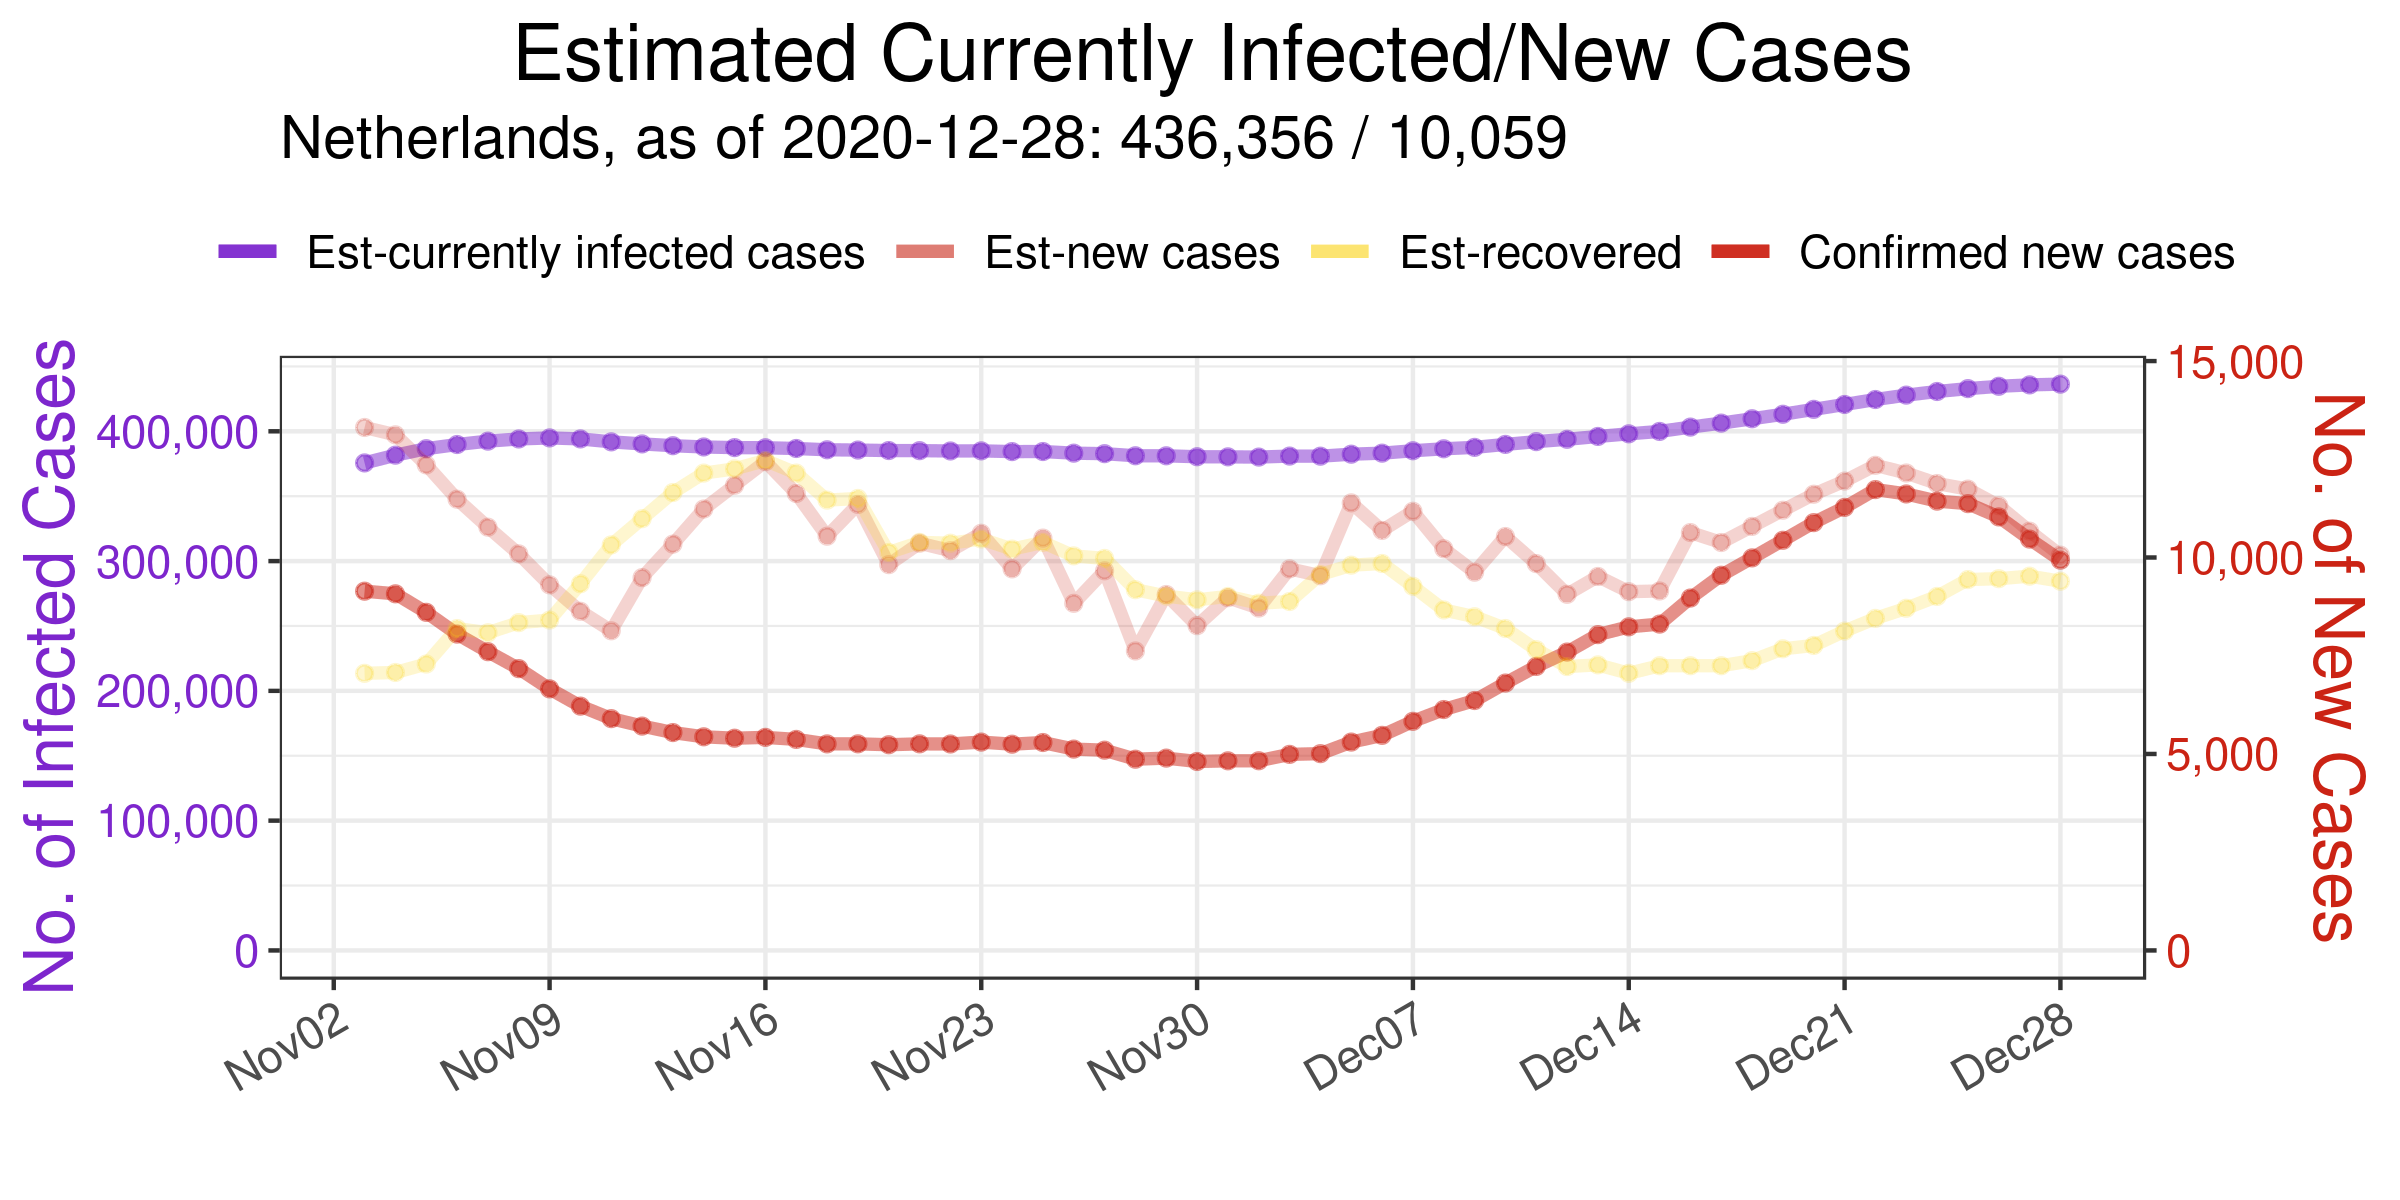 Estimated Currently Infected/New Cases
Netherlands, as of 2020-12-28: 436,356 / 10,059
Est-currently infected cases Est-new cases Est-recovered Confirmed new cases
No. of Infected Cases
400,000
300,000
200,000
100,000
0
15,000
10,000
5,000
0
No. of New Cases
Nov02 Nov09 Nov16 Nov23 Nov30 Dec07 Dec14 Dec21 Dec28